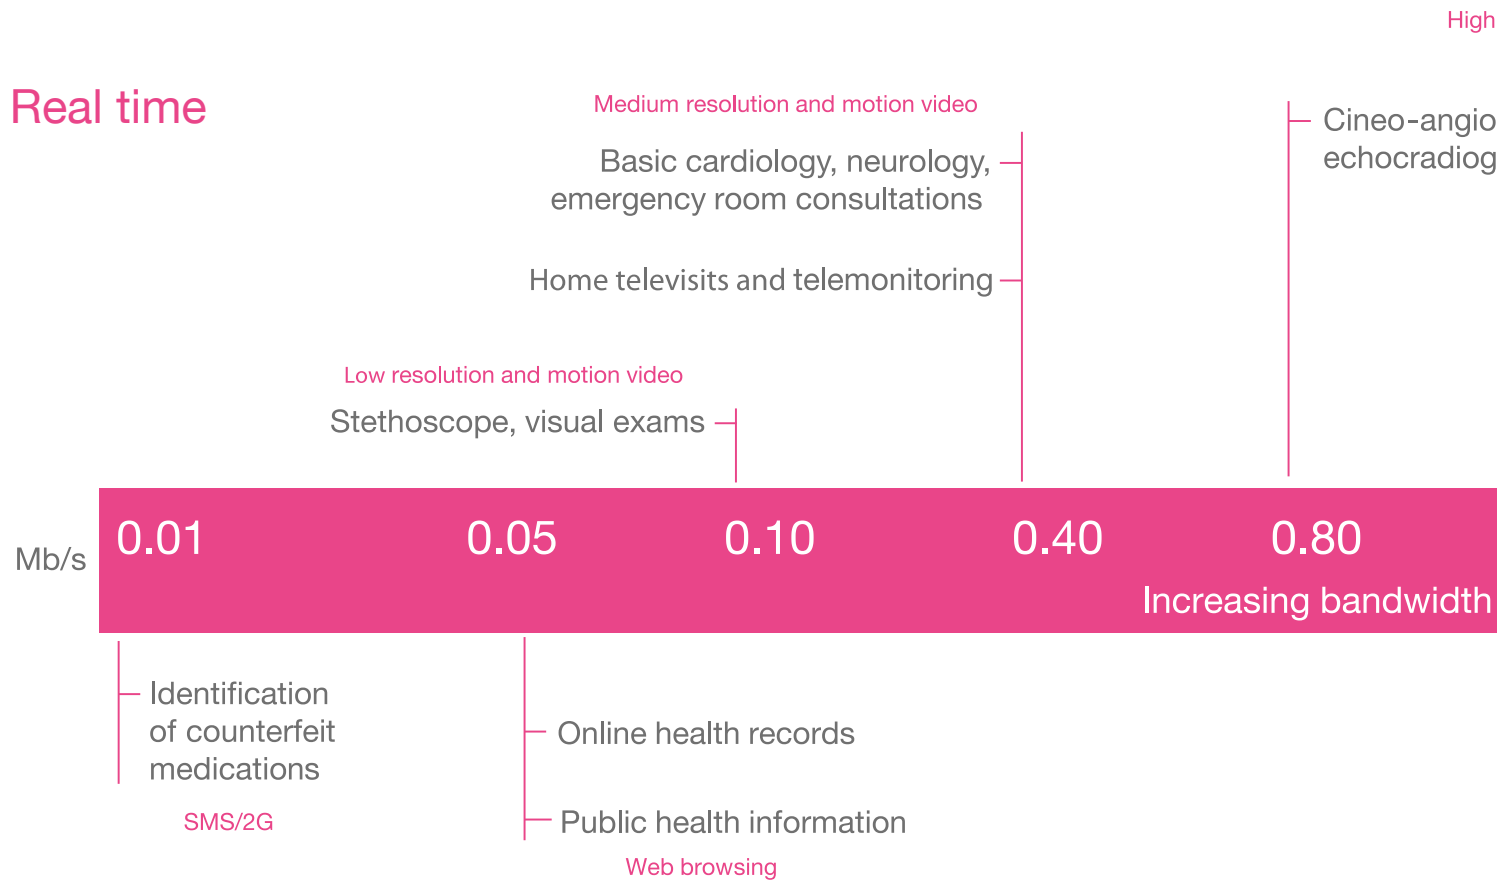 High
Real time
Medium resolution and motion video
Cineo-angio
Basic cardiology, neurology,
echocradiog
emergency room consultations
Home televisits and telemonitoring
Low resolution and motion video
Stethoscope, visual exams
0.01 0.05 0.10 0.40 0.80
Mb/s
Increasing bandwidth
Identification
of counterfeit
medications
Online health records
SMS/2G
Public health information
Web browsing